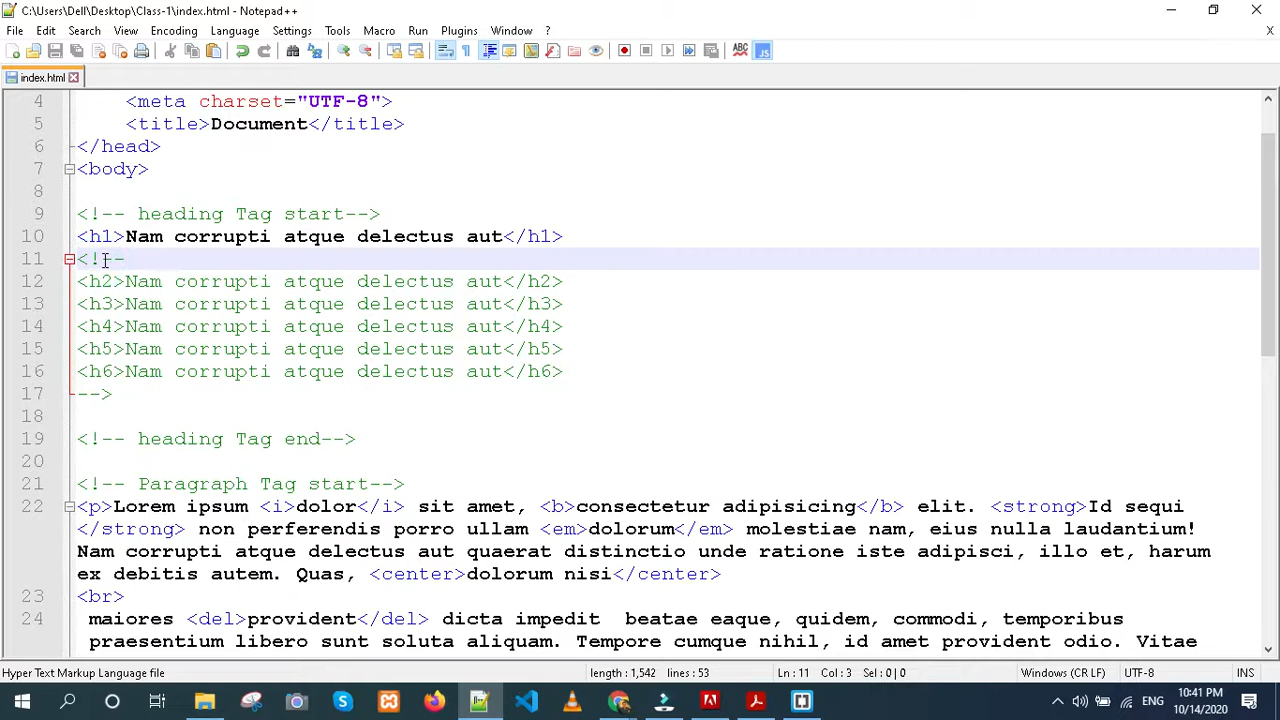 C:\Users\Dell\Desktop\Class-1\index.html - Notepad++
File Edit Search View Encoding Language Settings Tools Macro Run Plugins Window ? X
index.html
4 <meta charset="UTF-8">
5 <title>Document</title>
6 </head>
7 <body>
8
9 <!-- heading Tag start-->
10 <h1>Nam corrupti atque delectus aut</h1>
11 <!--
12 <h2>Nam corrupti atque delectus aut</h2>
13 <h3>Nam corrupti atque delectus aut</h3>
14 <h4>Nam corrupti atque delectus aut</h4>
15 <h5>Nam corrupti atque delectus aut</h5>
16 <h6>Nam corrupti atque delectus aut</h6>
17 -->
18
19 <!-- heading Tag end-->
20
21 <!-- Paragraph Tag start-->
22 <p>Lorem ipsum <i>dolor</i> sit amet, <b>consectetur adipisicing</b> elit. <strong>Id sequi
</strong> non perferendis porro ullam <em>dolorum</em> molestiae nam, eius nulla laudantium!
Nam corrupti atque delectus aut quaerat distinctio unde ratione iste adipisci, illo et, harum
ex debitis autem. Quas, <center>dolorum nisi</center>
23 <br>
24 maiores <del>provident</del> dicta impedit  beatae eaque, quidem, commodi, temporibus
praesentium libero sunt soluta aliquam. Tempore cumque nihil, id amet provident odio. Vitae
Hyper Text Markup Language file length : 1,542 lines : 53 Ln : 11 Col : 3 Sel : 0 | 0 Windows (CR LF) UTF-8 INS
ENG 10:41 PM
10/14/2020